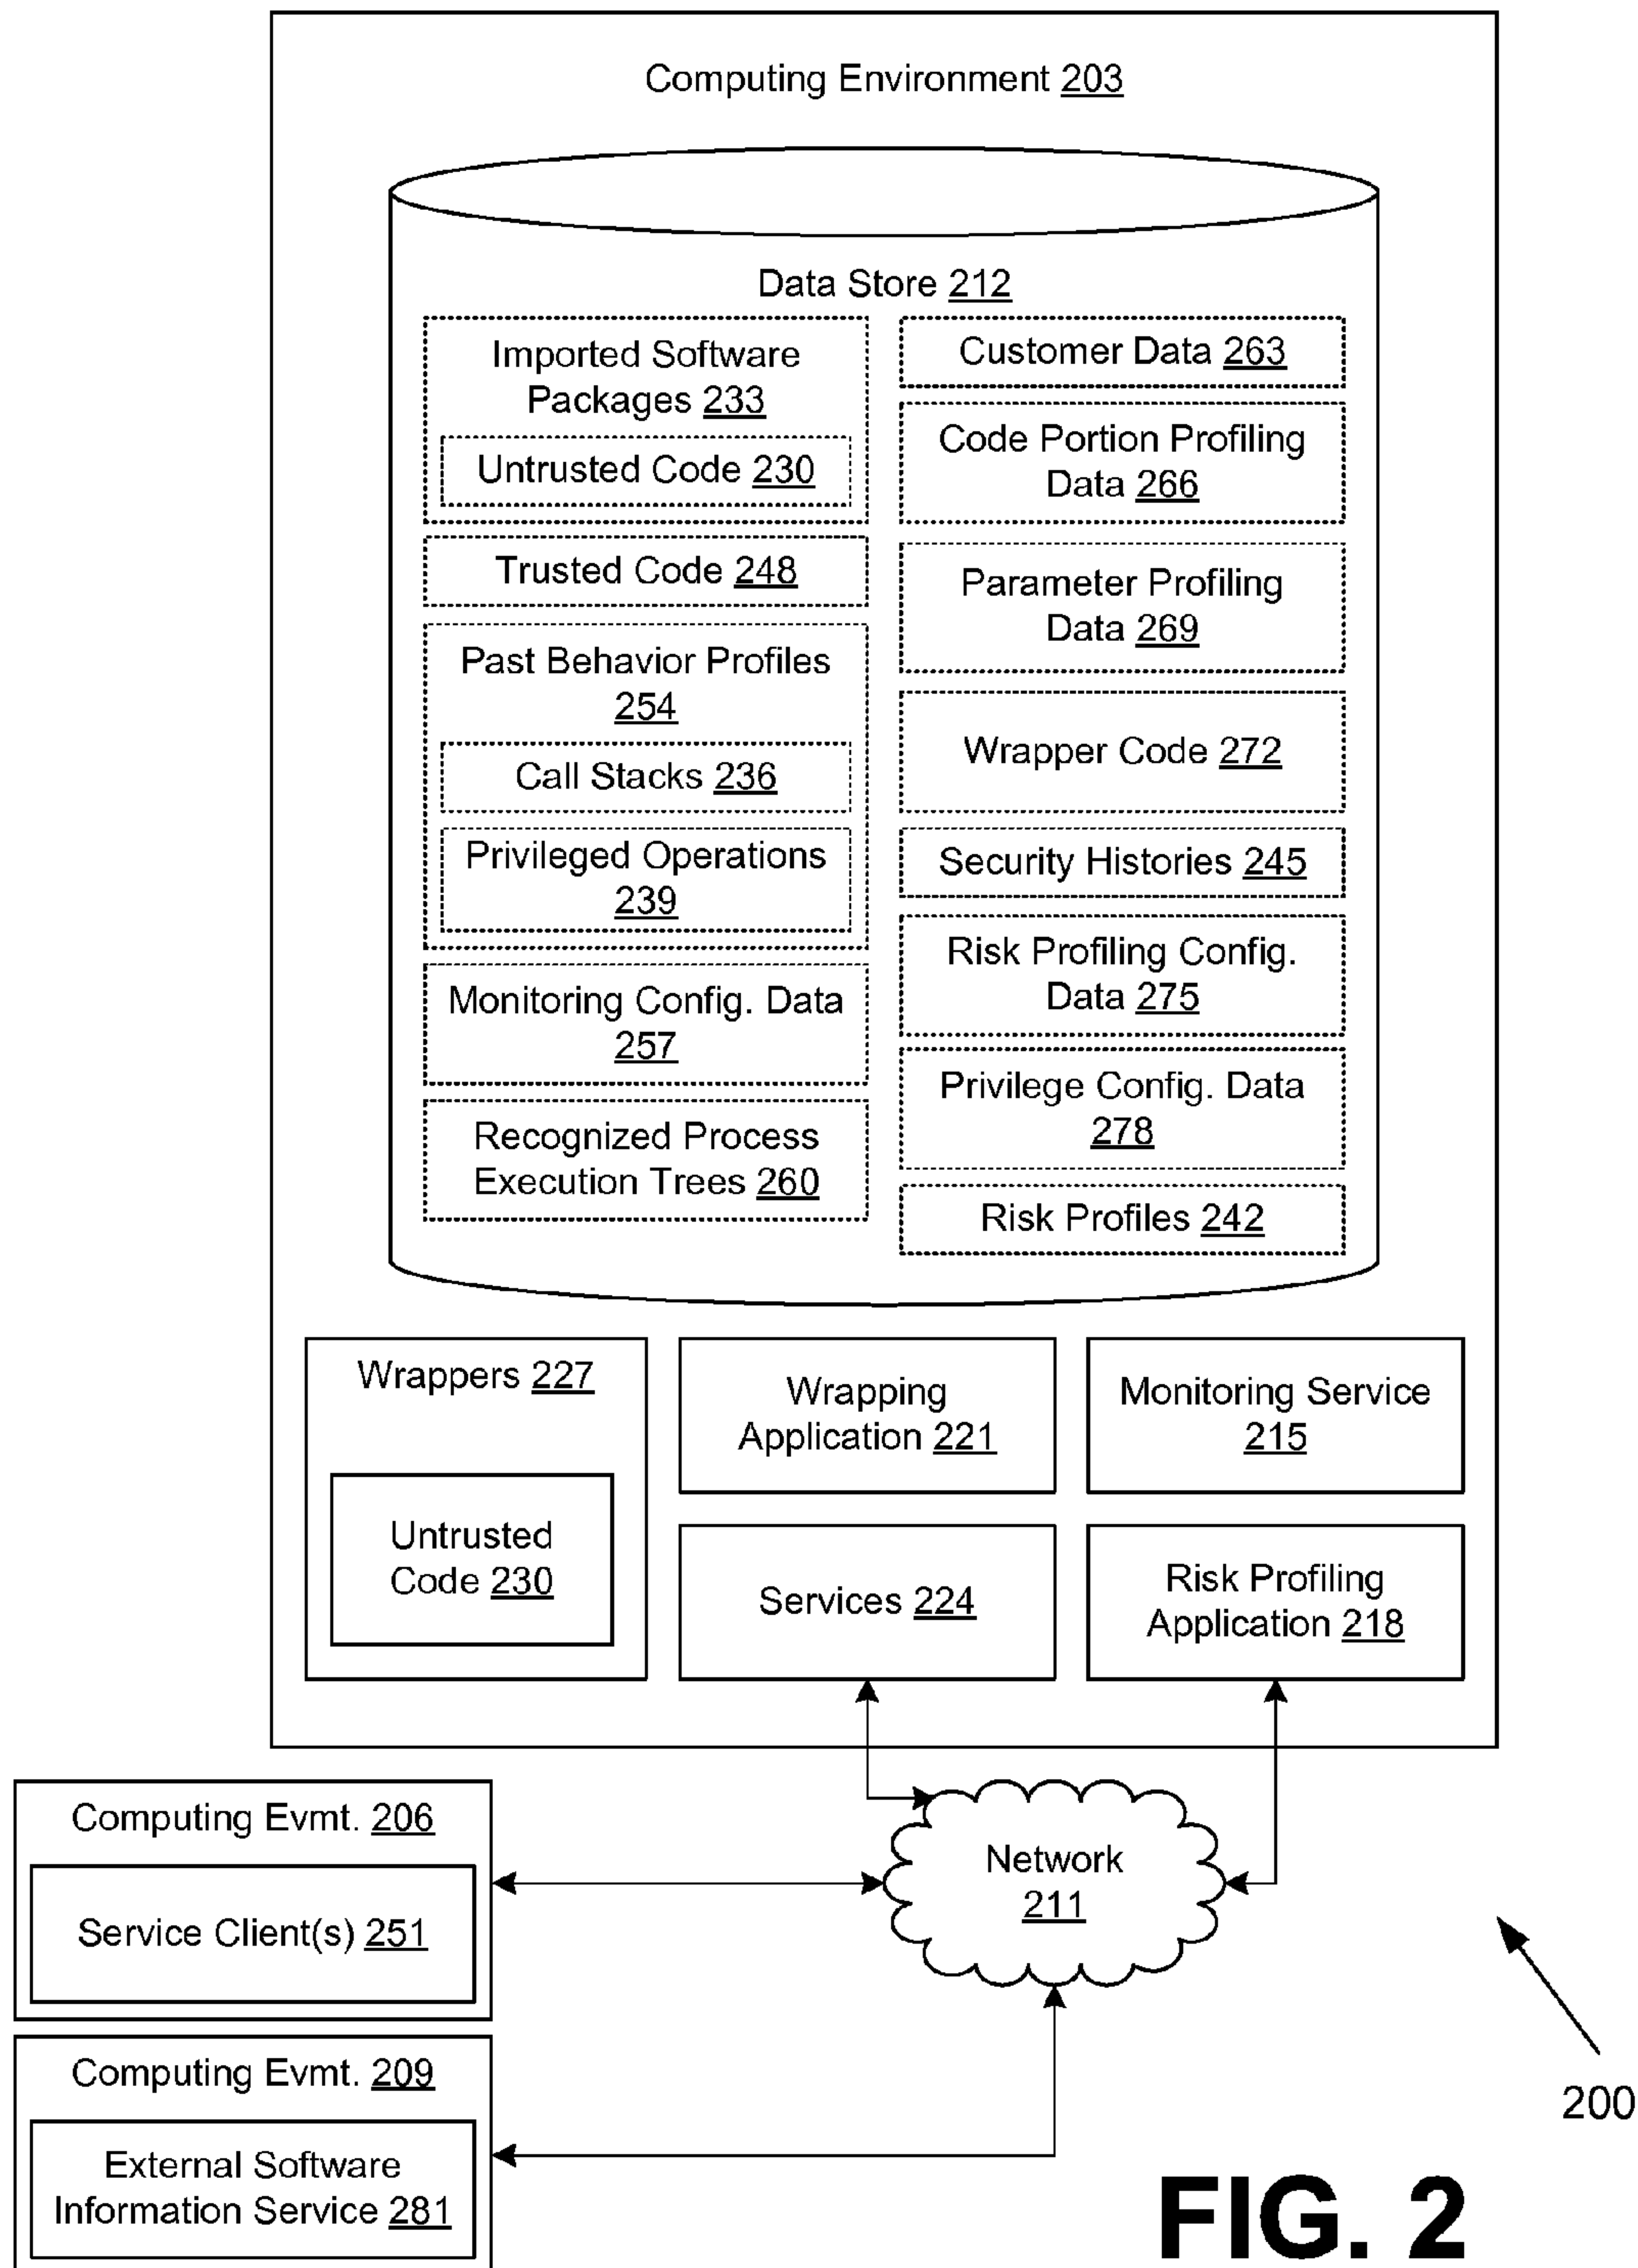 Computing Environment 203
Data Store 212
Imported Software
Packages 233
Untrusted Code 230
Trusted Code 248
Past Behavior Profiles
254
Call Stacks 236
Privileged Operations
239
Monitoring Config. Data
257
Recognized Process
Execution Trees 260
Customer Data 263
Code Portion Profiling
Data 266
Parameter Profiling
Data 269
Wrapper Code 272
Security Histories 245
Risk Profiling Config.
Data 275
Privilege Config. Data
278
Risk Profiles 242
Wrappers 227
Untrusted
Code 230
Wrapping
Application 221
Monitoring Service
215
Services 224
Risk Profiling
Application 218
Computing Evmt. 206
Service Client(s) 251
Network
211
Computing Evmt. 209
External Software
Information Service 281
200
FIG. 2